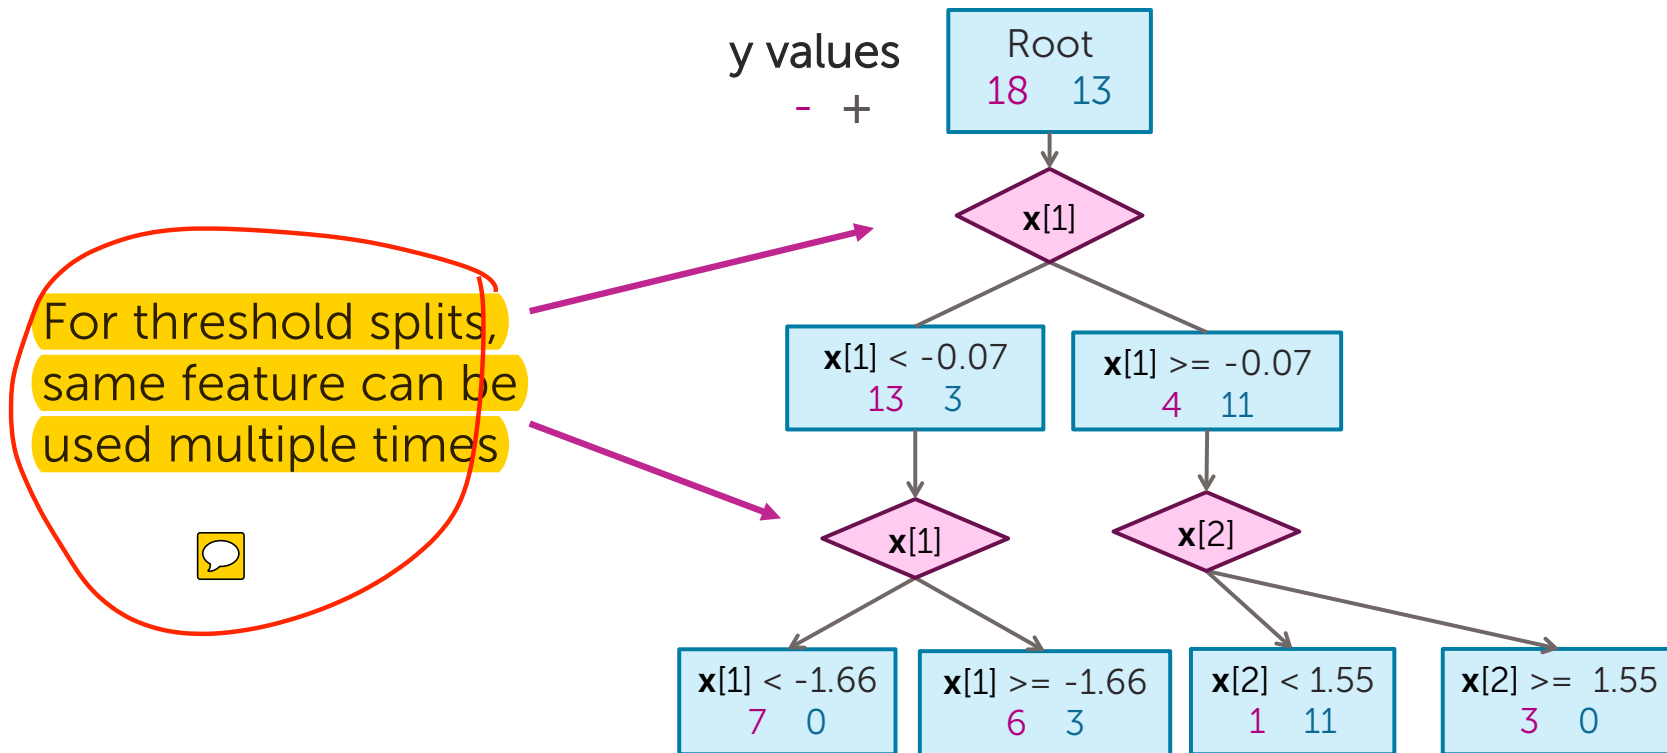 y values
- +
Root
18 13
x[1]
For threshold splits,
same feature can be
used multiple times
x[1] < -0.07
13 3
x[1] >= -0.07
4 11
x[1]
x[2]
x[1] < -1.66
7 0
x[1] >= -1.66
6 3
x[2] < 1.55
1 11
x[2] >= 1.55
3 0